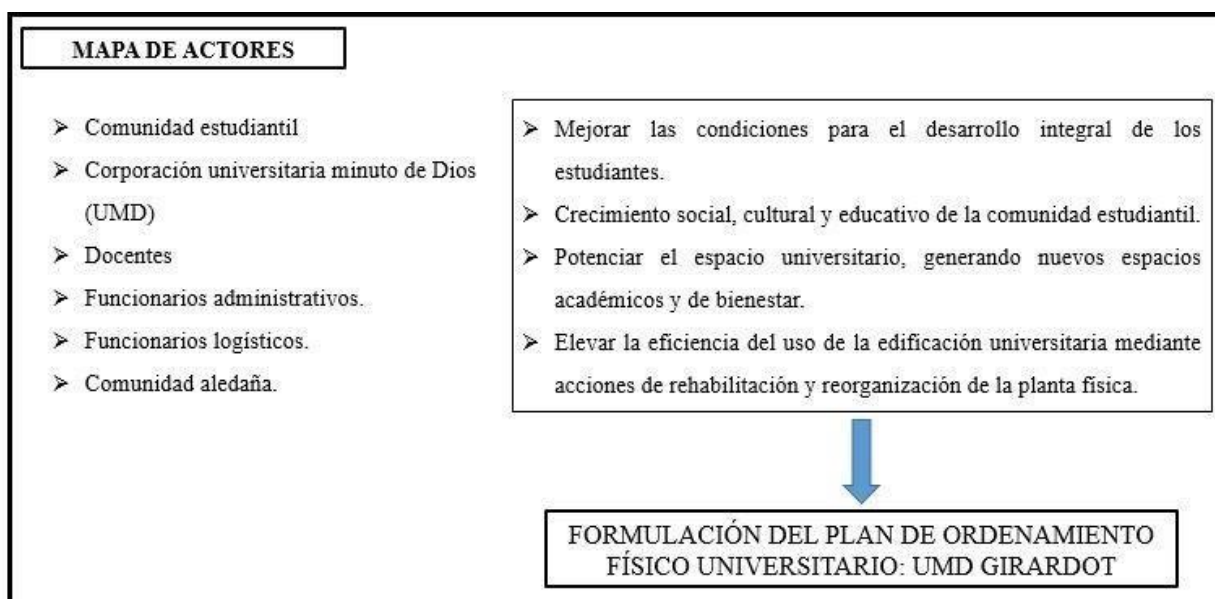 MAPA DE ACTORES
➢ Comunidad estudiantil
➢ Corporación universitaria minuto de Dios
(UMD)
➢ Docentes
➢ Funcionarios administrativos.
➢ Funcionarios logísticos.
➢ Comunidad aledaña.
➢ Mejorar las condiciones para el desarrollo integral de los
estudiantes.
➢ Crecimiento social, cultural y educativo de la comunidad estudiantil.
➢ Potenciar el espacio universitario, generando nuevos espacios
académicos y de bienestar.
➢ Elevar la eficiencia del uso de la edificación universitaria mediante
acciones de rehabilitación y reorganización de la planta física.
FORMULACIÓN DEL PLAN DE ORDENAMIENTO
FÍSICO UNIVERSITARIO: UMD GIRARDOT